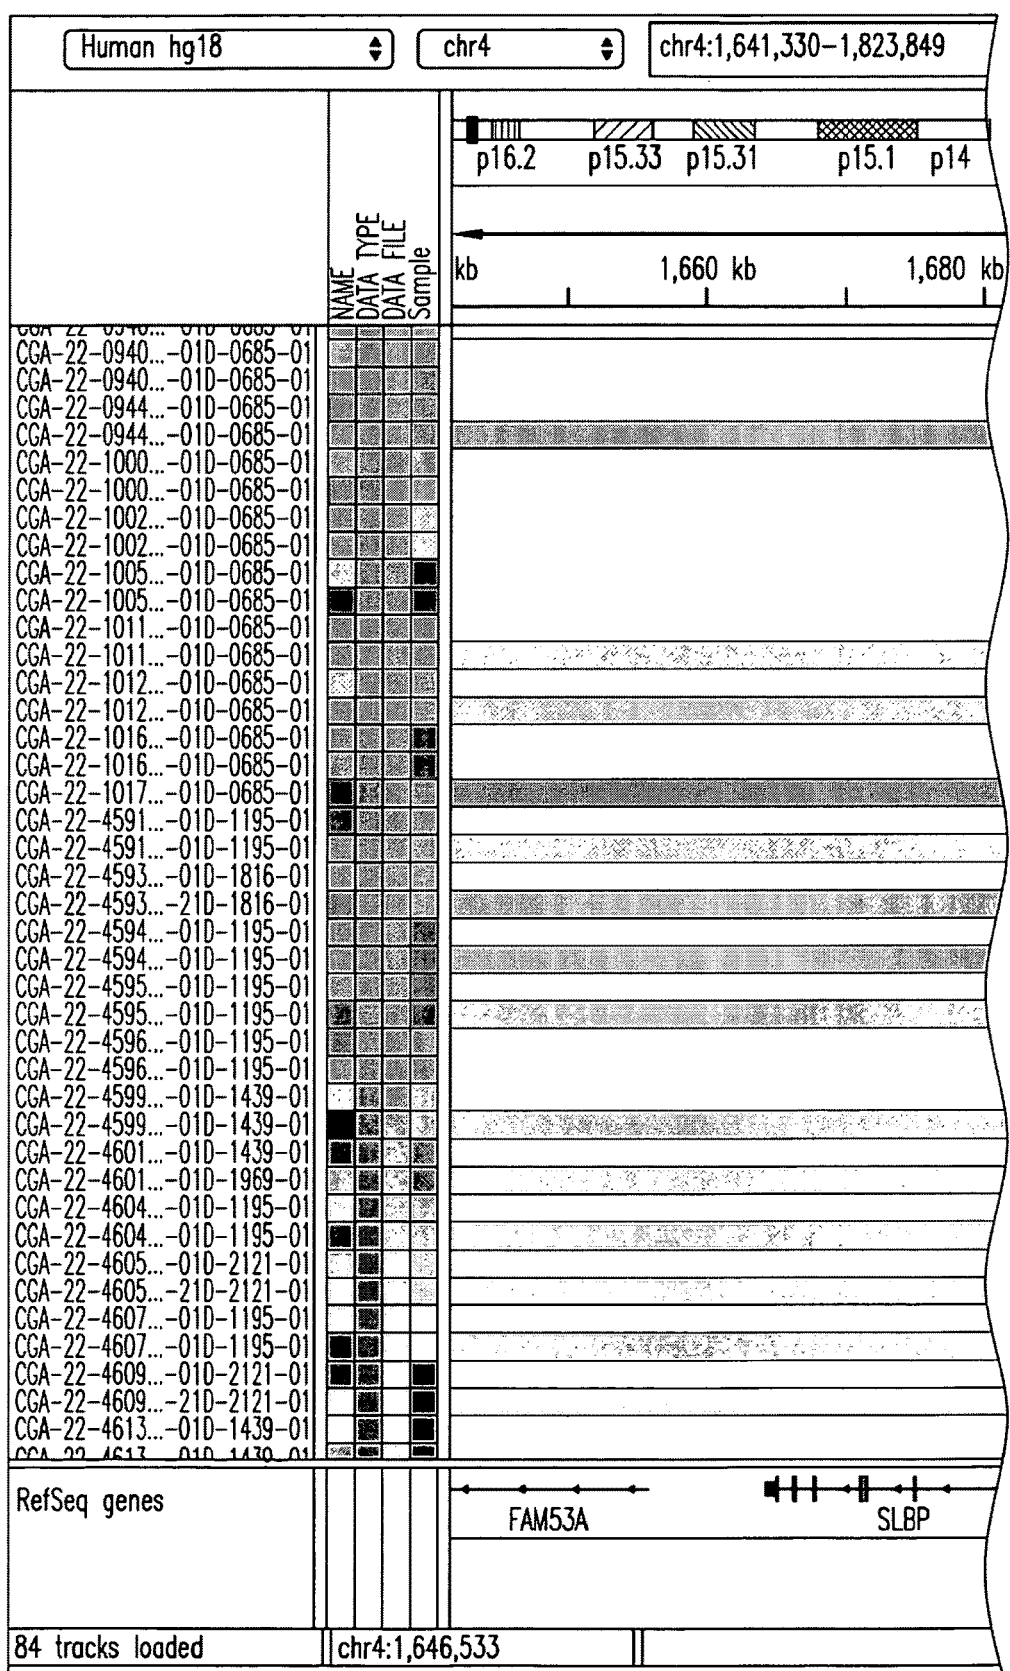 Human hg18
chr4
chr4:1,641,330-1,823,849
p16.2 p15.33 p15.31 p15.1 p14
NAME
DATA TYPE
DATA FILE
Sample
kb 1,660 kb 1,680 kb
CGA-22-0940...-01D-0685-01
CGA-22-0940...-01D-0685-01
CGA-22-0944...-01D-0685-01
CGA-22-0944...-01D-0685-01
CGA-22-1000...-01D-0685-01
CGA-22-1000...-01D-0685-01
CGA-22-1002...-01D-0685-01
CGA-22-1002...-01D-0685-01
CGA-22-1005...-01D-0685-01
CGA-22-1005...-01D-0685-01
CGA-22-1011...-01D-0685-01
CGA-22-1011...-01D-0685-01
CGA-22-1012...-01D-0685-01
CGA-22-1012...-01D-0685-01
CGA-22-1016...-01D-0685-01
CGA-22-1016...-01D-0685-01
CGA-22-1017...-01D-0685-01
CGA-22-4591...-01D-1195-01
CGA-22-4591...-01D-1195-01
CGA-22-4593...-01D-1816-01
CGA-22-4593...-21D-1816-01
CGA-22-4594...-01D-1195-01
CGA-22-4594...-01D-1195-01
CGA-22-4595...-01D-1195-01
CGA-22-4595...-01D-1195-01
CGA-22-4596...-01D-1195-01
CGA-22-4596...-01D-1195-01
CGA-22-4599...-01D-1439-01
CGA-22-4599...-01D-1439-01
CGA-22-4601...-01D-1439-01
CGA-22-4601...-01D-1969-01
CGA-22-4604...-01D-1195-01
CGA-22-4604...-01D-1195-01
CGA-22-4605...-01D-2121-01
CGA-22-4605...-21D-2121-01
CGA-22-4607...-01D-1195-01
CGA-22-4607...-01D-1195-01
CGA-22-4609...-01D-2121-01
CGA-22-4609...-21D-2121-01
CGA-22-4613...-01D-1439-01
CGA-22-4613...-01D-1439-01
RefSeq genes
FAM53A SLBP
84 tracks loaded chr4:1,646,533